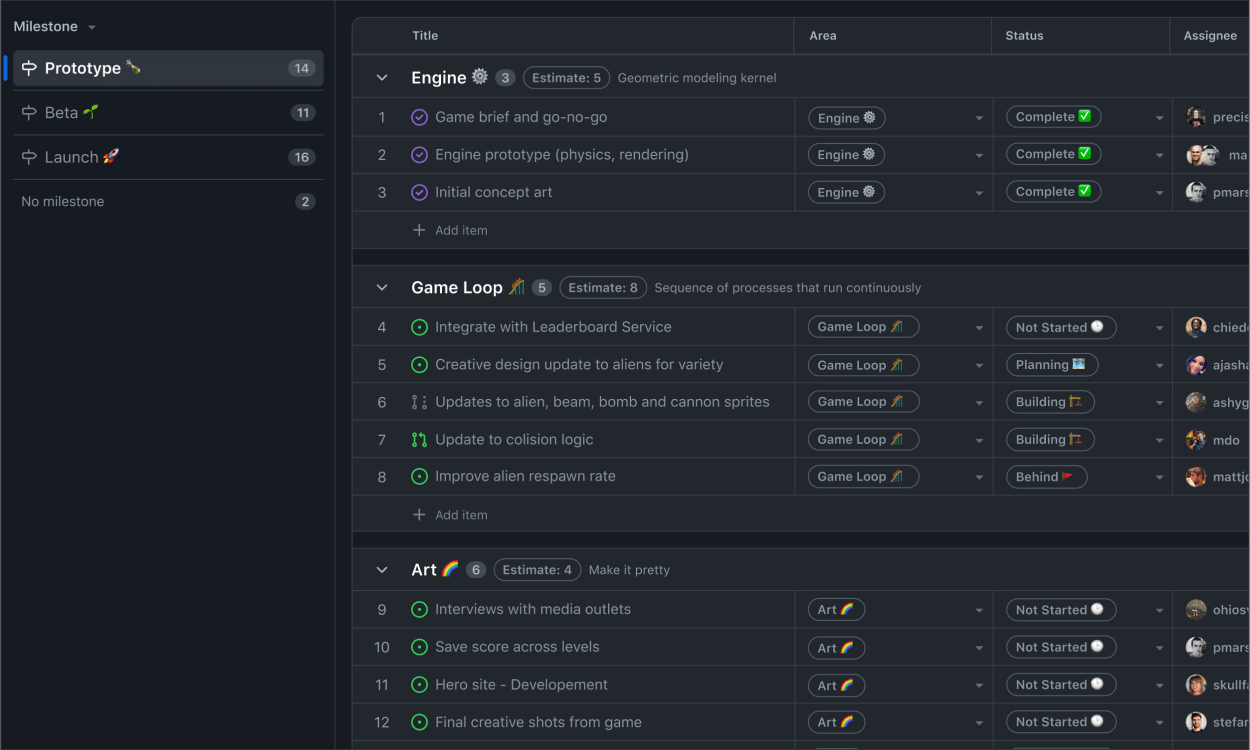 Milestone
Prototype 14
Beta 11
Launch 16
No milestone 2
Title Area Status Assignee
Engine 3 Estimate: 5 Geometric modeling kernel
1 Game brief and go-no-go Engine Complete precis
2 Engine prototype (physics, rendering) Engine Complete ma
3 Initial concept art Engine Complete pmars
Add item
Game Loop 5 Estimate: 8 Sequence of processes that run continuously
4 Integrate with Leaderboard Service Game Loop Not Started chied
5 Creative design update to aliens for variety Game Loop Planning ajasha
6 Updates to alien, beam, bomb and cannon sprites Game Loop Building ashyg
7 Update to colision logic Game Loop Building mdo
8 Improve alien respawn rate Game Loop Behind mattjo
Add item
Art 6 Estimate: 4 Make it pretty
9 Interviews with media outlets Art Not Started ohiosv
10 Save score across levels Art Not Started pmars
11 Hero site - Developement Art Not Started skullfa
12 Final creative shots from game Art Not Started stefan